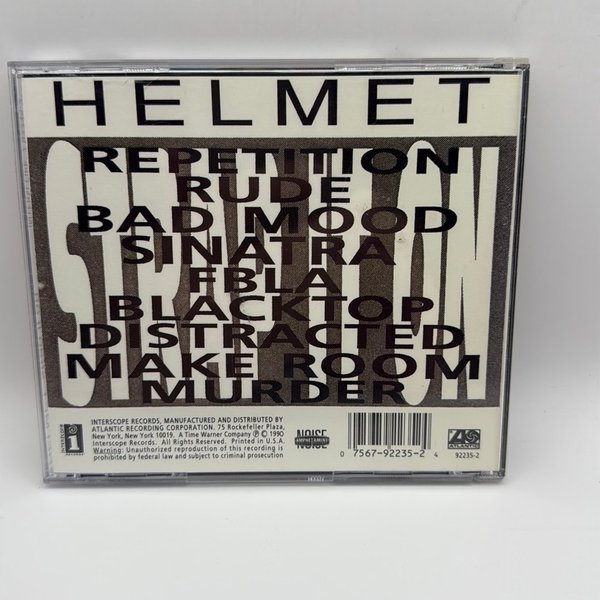 HELMET
STRAP IT ON
REPETITION
RUDE
BAD MOOD
SINATRA
FBLA
BLACKTOP
DISTRACTED
MAKE ROOM
MURDER
i
INTERSCOPE RECORDS, MANUFACTURED AND DISTRIBUTED BY
ATLANTIC RECORDING CORPORATION. 75 Rockefeller Plaza,
New York, New York 10019. A Time Warner Company ℗ © 1990
Interscope Records. All Rights Reserved. Printed in U.S.A.
Warning: Unauthorized reproduction of this recording is
prohibited by federal law and subject to criminal prosecution
NOISE
AMPHETAMINE
NOISE
0 7567-92235-2 4
ATLANTIC
92235-2